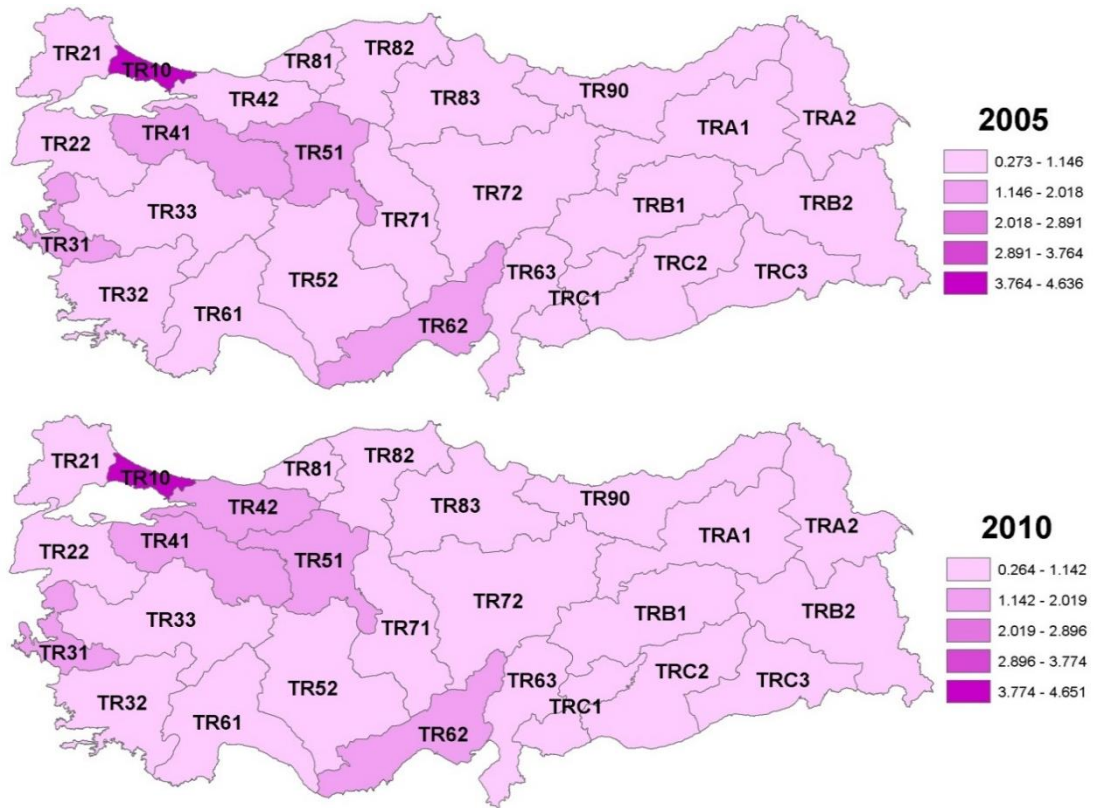 TR21
TR10
TR81
TR82
TR42
TR83
TR90
TRA1
TRA2
TR22
TR41
TR51
TR33
TR31
TR71
TR72
TRB1
TRB2
TR32
TR61
TR52
TR62
TR63
TRC1
TRC2
TRC3
2005
0.273 - 1.146
1.146 - 2.018
2.018 - 2.891
2.891 - 3.764
3.764 - 4.636
TR21
TR10
TR81
TR82
TR42
TR83
TR90
TRA1
TRA2
TR22
TR41
TR51
TR33
TR31
TR71
TR72
TRB1
TRB2
TR32
TR61
TR52
TR62
TR63
TRC1
TRC2
TRC3
2010
0.264 - 1.142
1.142 - 2.019
2.019 - 2.896
2.896 - 3.774
3.774 - 4.651